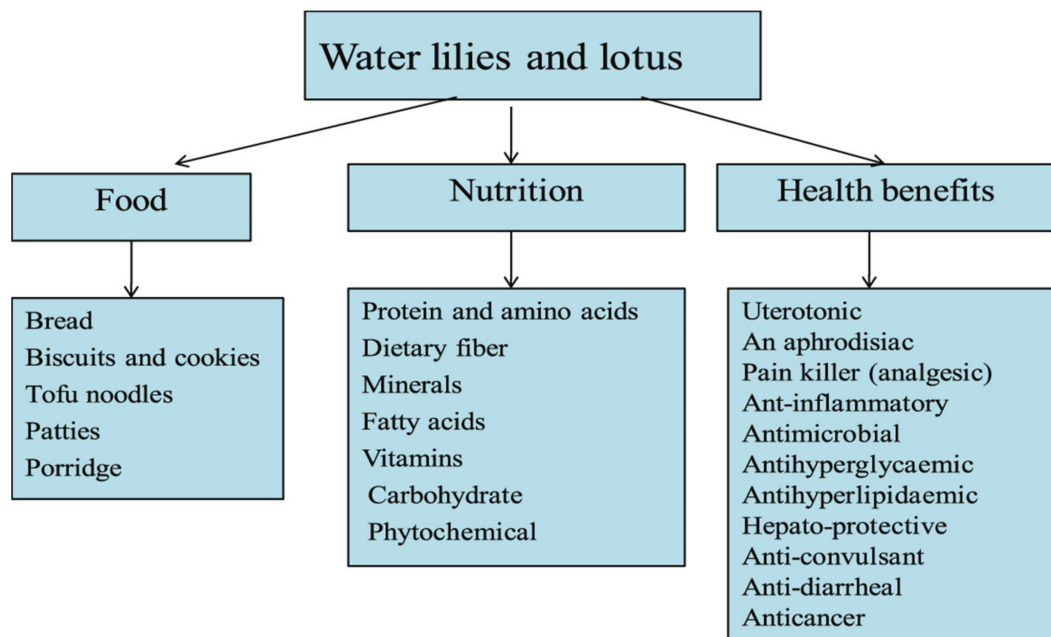 Water lilies and lotus
Food
Nutrition
Health benefits
Bread
Biscuits and cookies
Tofu noodles
Patties
Porridge
Protein and amino acids
Dietary fiber
Minerals
Fatty acids
Vitamins
Carbohydrate
Phytochemical
Uterotonic
An aphrodisiac
Pain killer (analgesic)
Ant-inflammatory
Antimicrobial
Antihyperglycaemic
Antihyperlipidaemic
Hepato-protective
Anti-convulsant
Anti-diarrheal
Anticancer